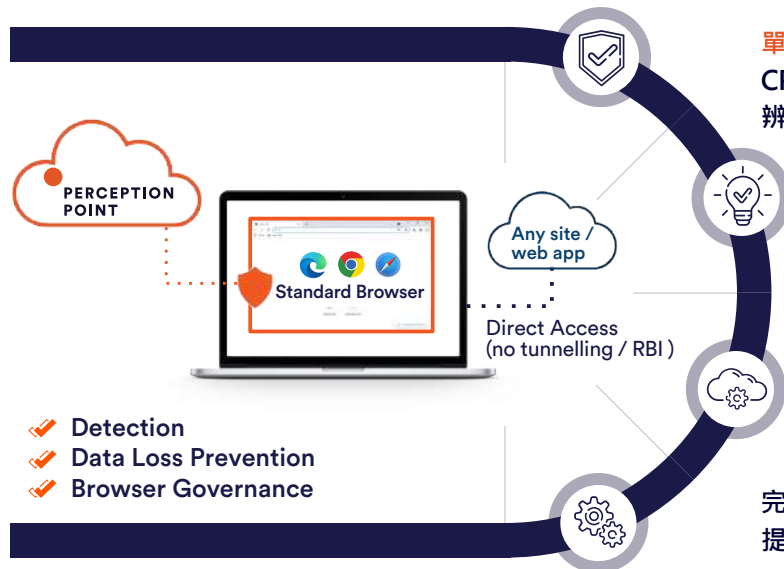 單
CF
辨
PERCEPTION
POINT
Any site /
web app
Standard Browser
Direct Access
(no tunnelling / RBI )
Detection
Data Loss Prevention
Browser Governance
完
提